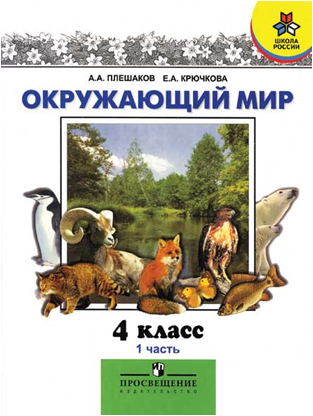 ШКОЛА
РОССИИ
А.А. ПЛЕШАКОВ Е.А. КРЮЧКОВА
ОКРУЖАЮЩИЙ МИР
4 класс
1 часть
ПРОСВЕЩЕНИЕ
ИЗДАТЕЛЬСТВО